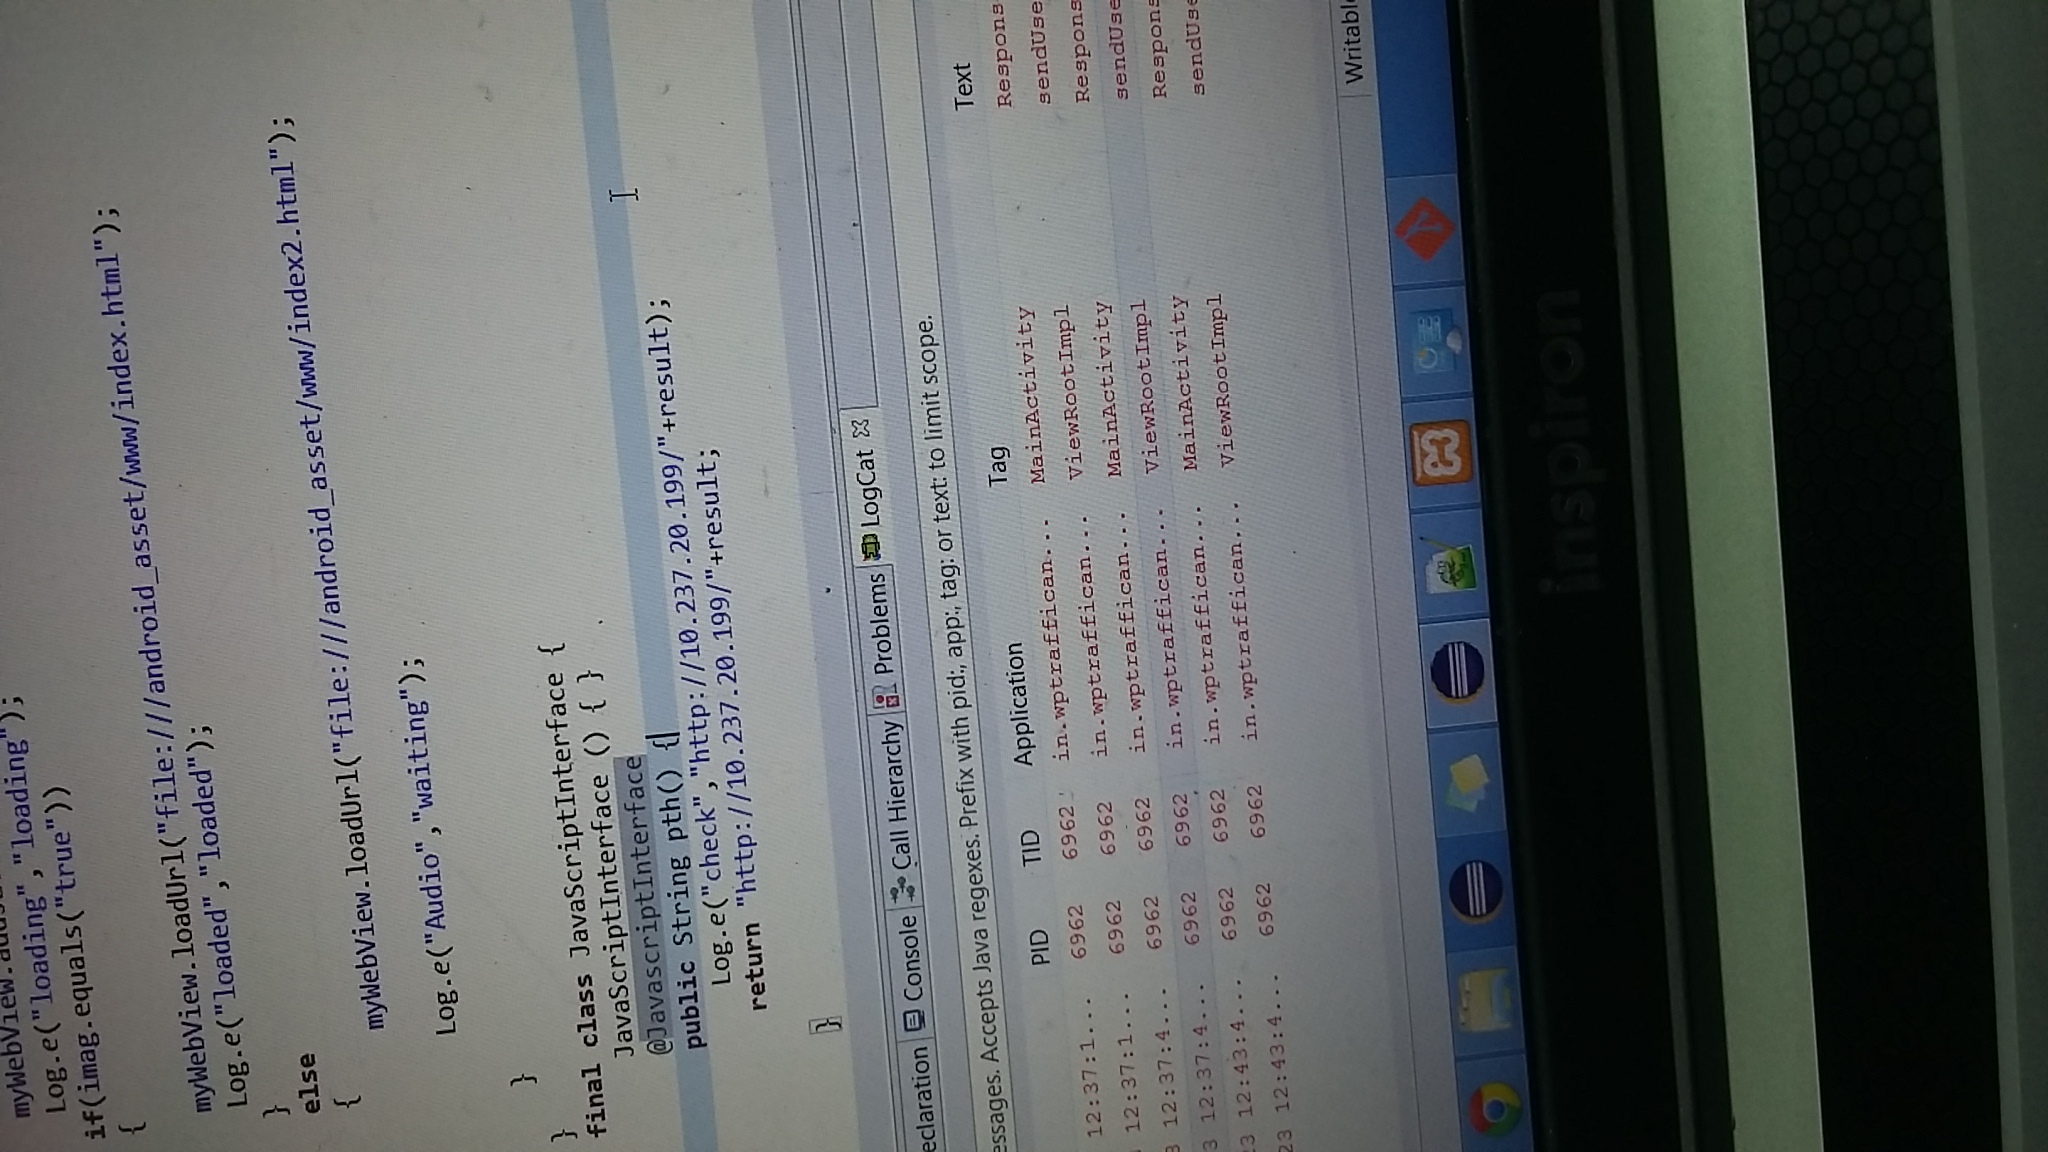 Log.e("loading","loading");
if(imag.equals("true"))
{
myWebView.loadUrl("file:///android_asset/www/index.html");
Log.e("loaded","loaded");
}
else
{
myWebView.loadUrl("file:///android_asset/www/index2.html");
Log.e("Audio","waiting");
}
}
final class JavaScriptInterface {
JavaScriptInterface () { }
@JavascriptInterface
public String pth() {
Log.e("check","http://10.237.20.199/"+result);
return "http://10.237.20.199/"+result;
}
eclaration Console Call Hierarchy Problems LogCat
essages. Accepts Java regexes. Prefix with pid:, app:, tag: or text: to limit scope.
PID TID Application Tag Text
12:37:1... 6962 6962 in.wptraffican... MainActivity Respons
12:37:1... 6962 6962 in.wptraffican... ViewRootImpl sendUse
3 12:37:4... 6962 6962 in.wptraffican... MainActivity Respons
3 12:37:4... 6962 6962 in.wptraffican... ViewRootImpl sendUse
23 12:43:4... 6962 6962 in.wptraffican... MainActivity Respons
23 12:43:4... 6962 6962 in.wptraffican... ViewRootImpl sendUse
Writabl
inspiron